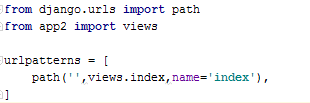 from django.urls import path
from app2 import views
urlpatterns = [
    path('',views.index,name='index'),
]